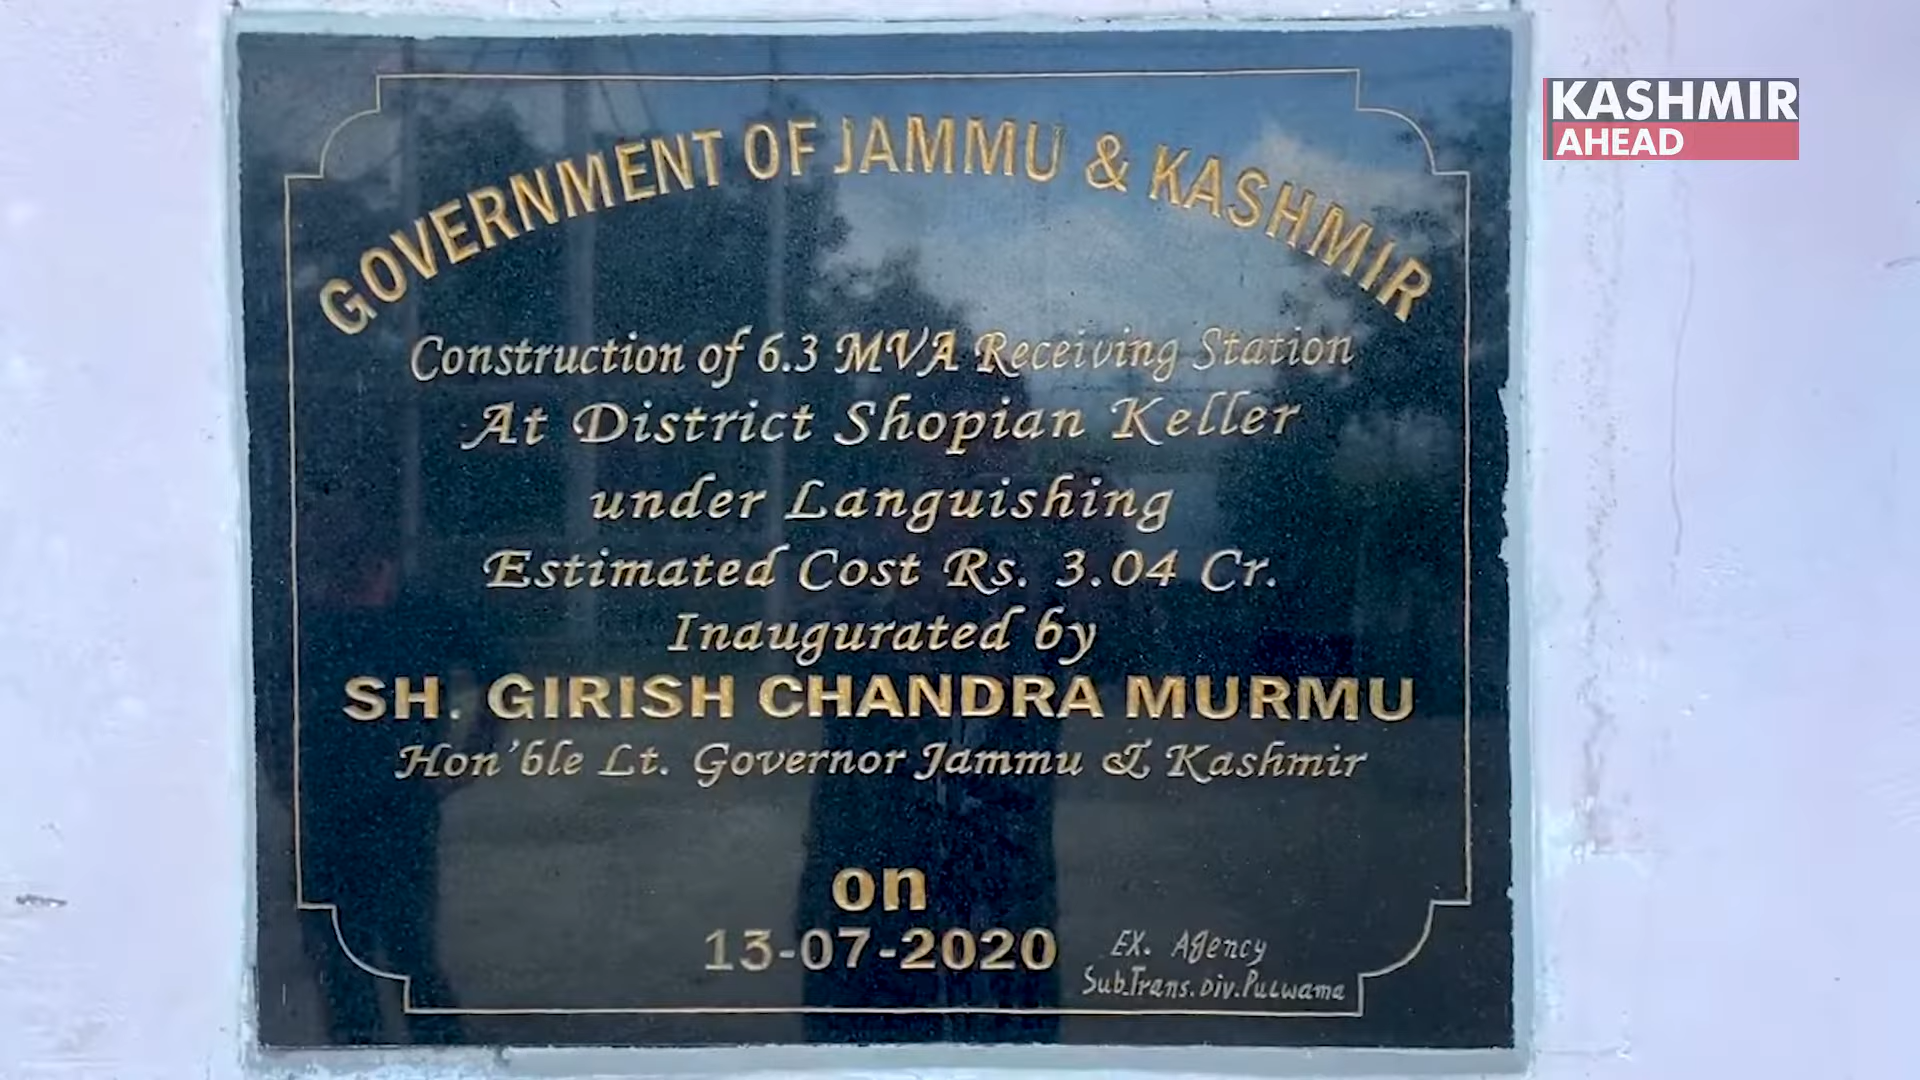 GOVERNMENT OF JAMMU & KASHMIR
Construction of 6.3 MVA Receiving Station
At District Shopian Keller
under Languishing
Estimated Cost Rs. 3.04 Cr.
Inaugurated by
SH. GIRISH CHANDRA MURMU
Hon'ble Lt. Governor Jammu & Kashmir
on
13-07-2020
EX. Agency
Sub.Trans. Div. Pulwama
KASHMIR
AHEAD